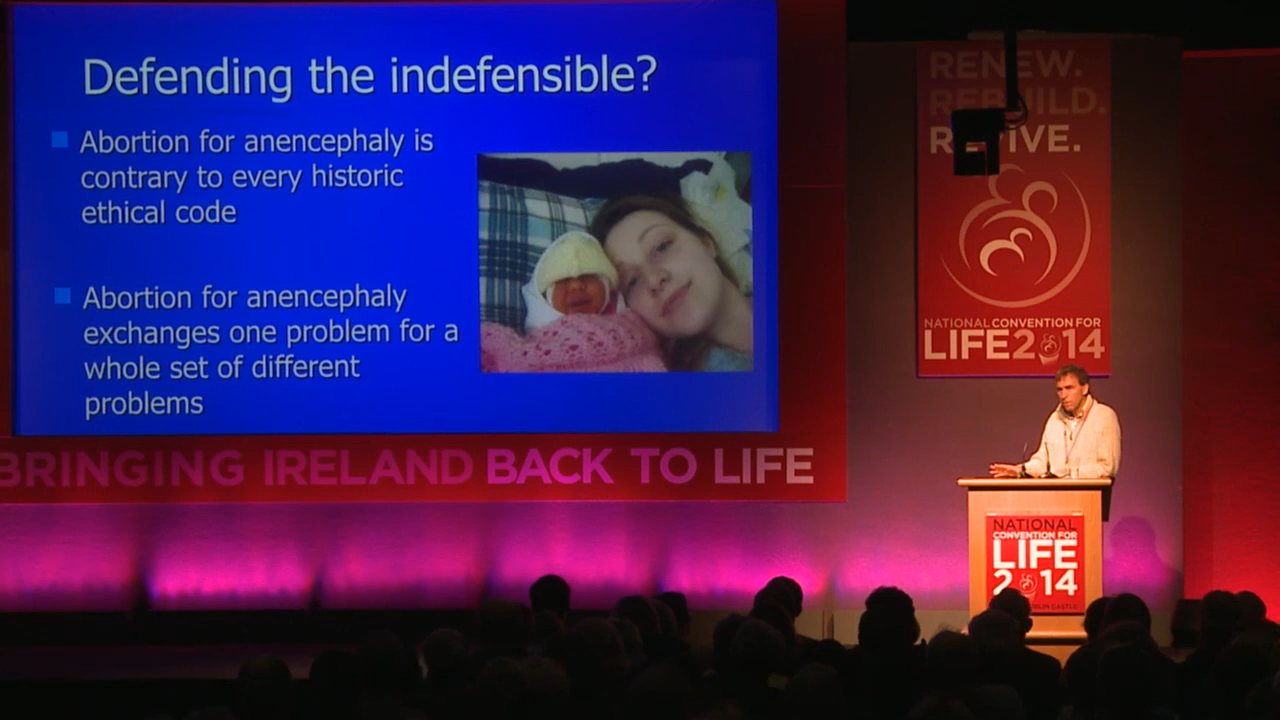 Defending the indefensible?
Abortion for anencephaly is
contrary to every historic
ethical code
Abortion for anencephaly
exchanges one problem for a
whole set of different
problems
BRINGING IRELAND BACK TO LIFE
RENEW.
REBUILD.
REVIVE.
NATIONAL CONVENTION FOR
LIFE2014
NATIONAL
CONVENTION FOR
LIFE
2014
DUBLIN CASTLE